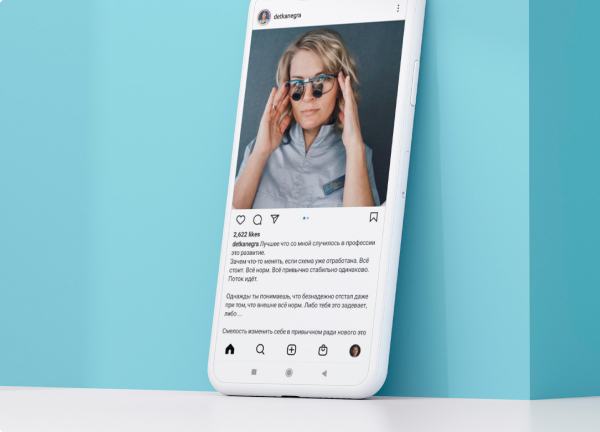 detkanegra
2,622 likes
detkanegra Лучшее что со мной случилось в профессии
это развитие.
Зачем что-то менять, если схема уже отработана. Всё
стоит. Всё норм. Всё привычно стабильно одинаково.
Поток идёт.
Однажды ты понимаешь, что безнадежно отстал даже
при том, что внешне всё норм. Либо тебя это задевает,
либо...
Смелость изменить себе в привычном ради нового это